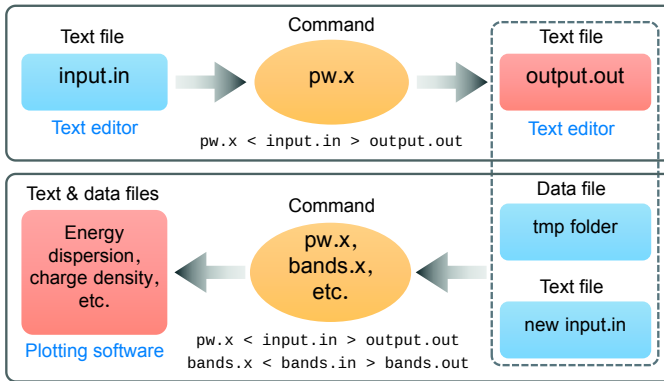 Text file
Command
Text file
input.in
pw.x
output.out
Text editor
Text editor
pw.x < input.in > output.out
Text & data files
Command
Data file
Energy
dispersion,
charge density,
etc.
pw.x,
bands.x,
etc.
tmp folder
Text file
new input.in
Plotting software
pw.x < input.in > output.out
bands.x < bands.in > bands.out